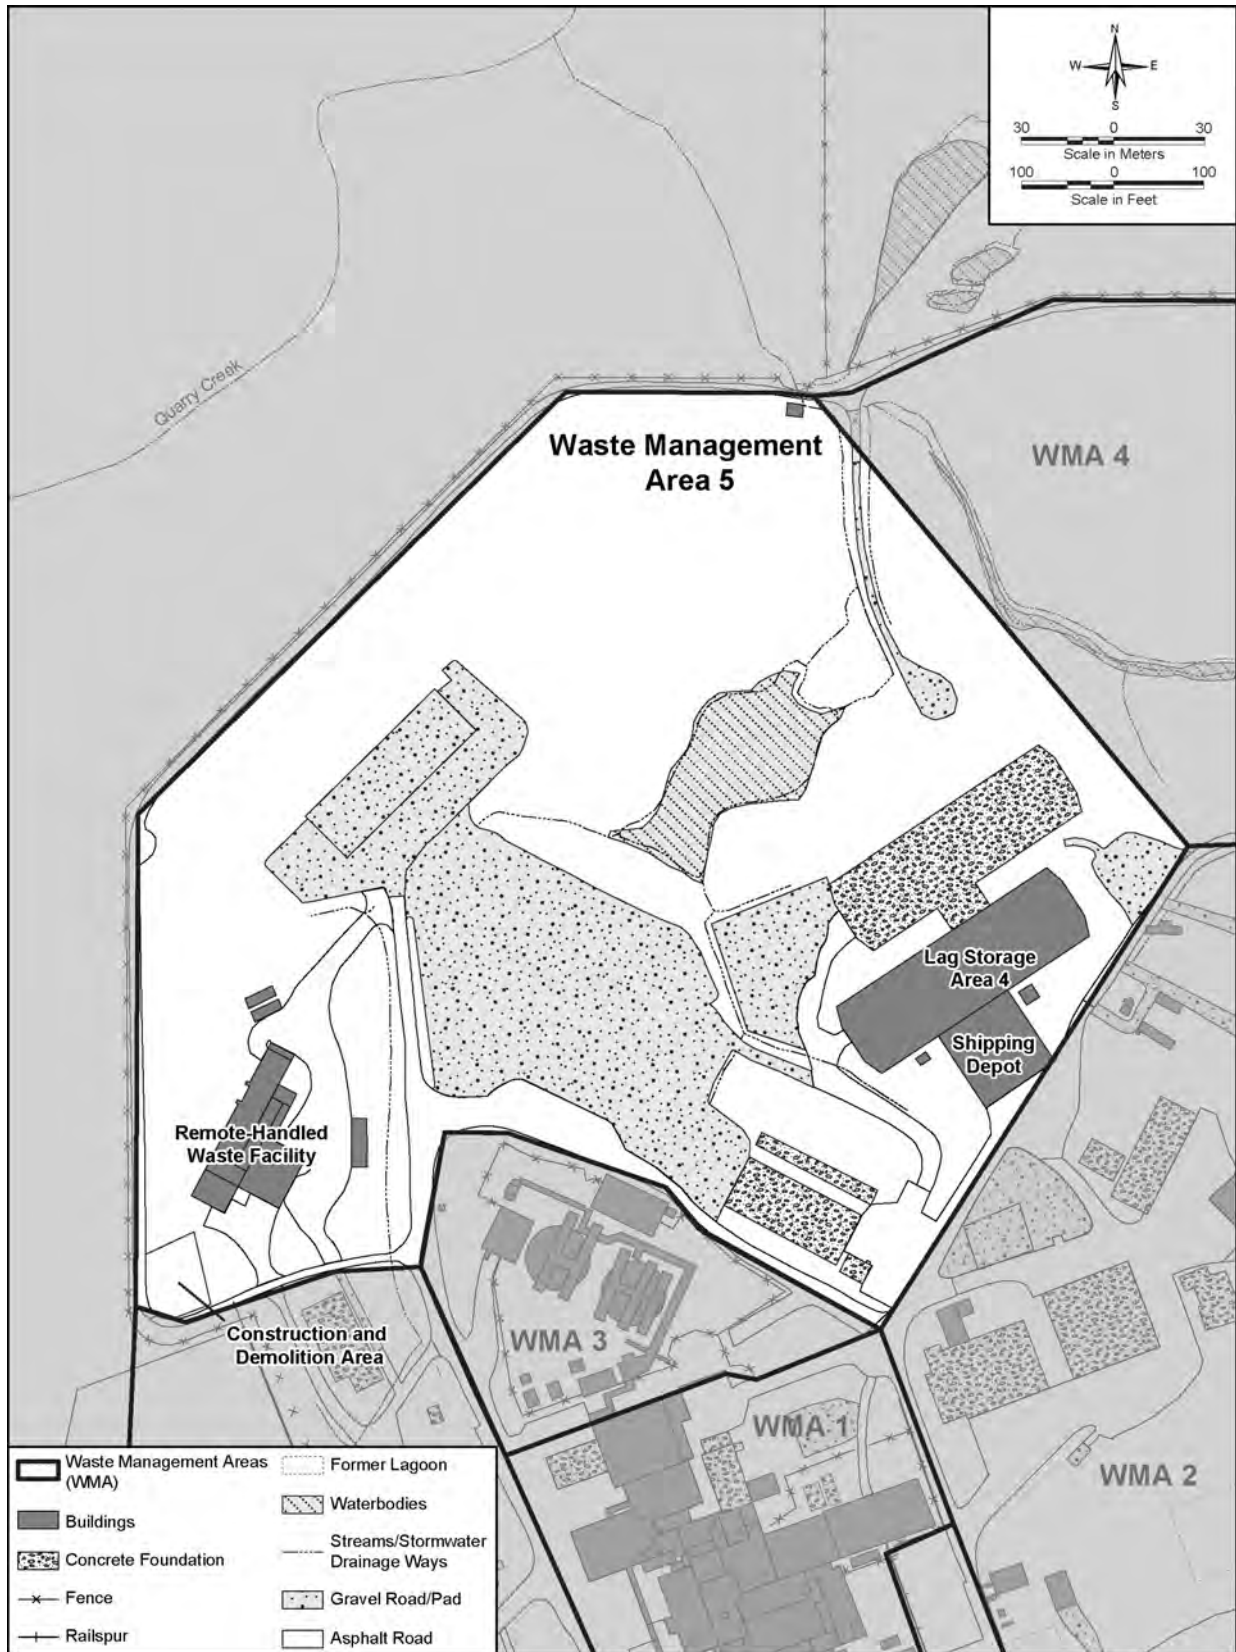 N
W E
S
30 0 30
Scale in Meters
100 0 100
Scale in Feet
Quarry Creek
Waste Management
Area 5
WMA 4
Lag Storage
Area 4
Shipping
Depot
Remote-Handled
Waste Facility
Construction and
Demolition Area
WMA 3
WMA 1
WMA 2
Waste Management Areas
(WMA)
Buildings
Concrete Foundation
Fence
Railspur
Former Lagoon
Waterbodies
Streams/Stormwater
Drainage Ways
Gravel Road/Pad
Asphalt Road